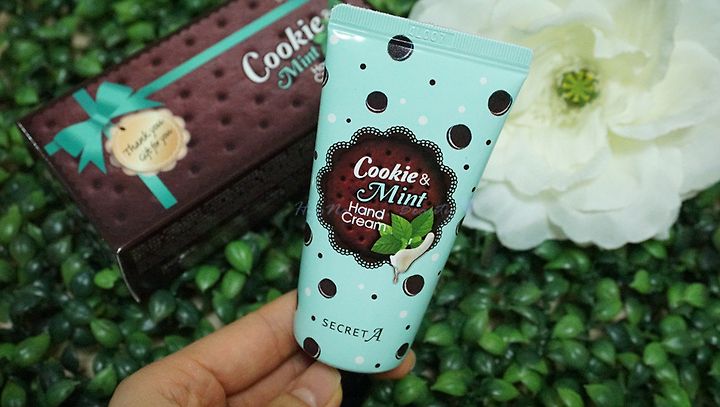 Cookie &
Mint
Thank you
Gift for you
Cookie &
Mint
Hand
Cream
SECRET A